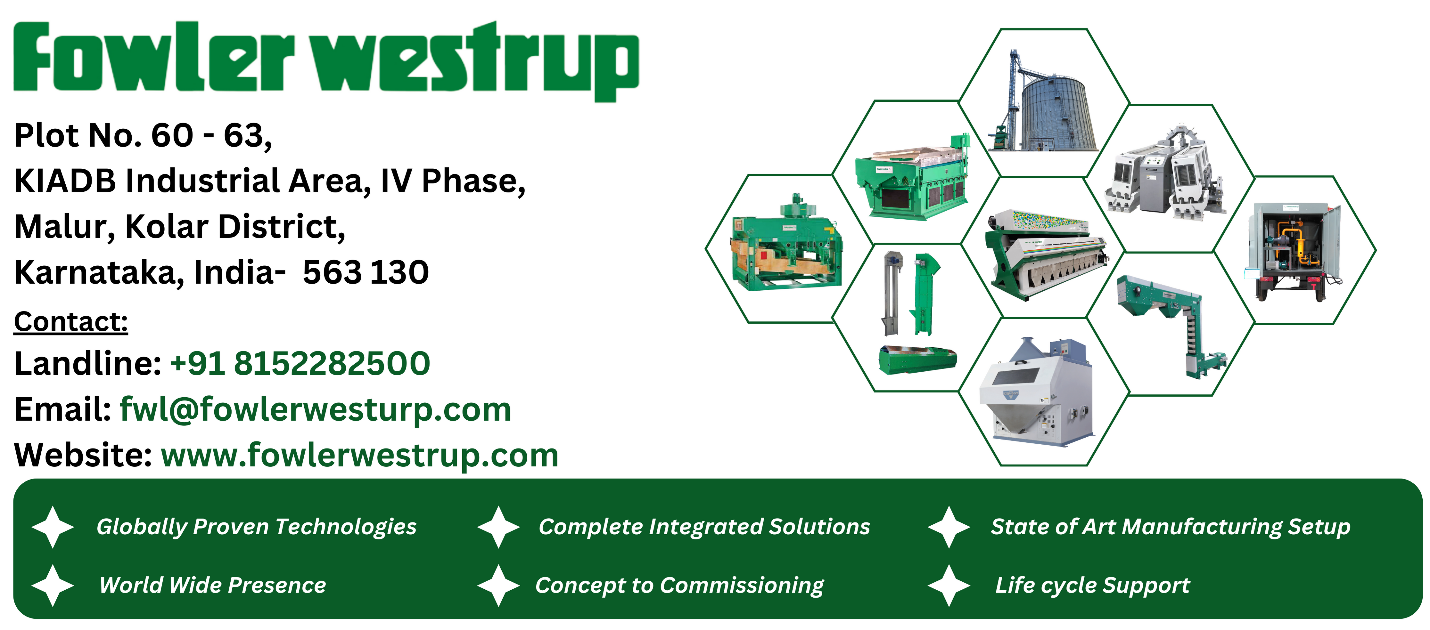 Fowler westrup
Plot No. 60 - 63,
KIADB Industrial Area, IV Phase,
Malur, Kolar District,
Karnataka, India- 563 130
Contact:
Landline: +91 8152282500
Email: fwl@fowlerwesturp.com
Website: www.fowlerwestrup.com
Globally Proven Technologies
Complete Integrated Solutions
State of Art Manufacturing Setup
World Wide Presence
Concept to Commissioning
Life cycle Support